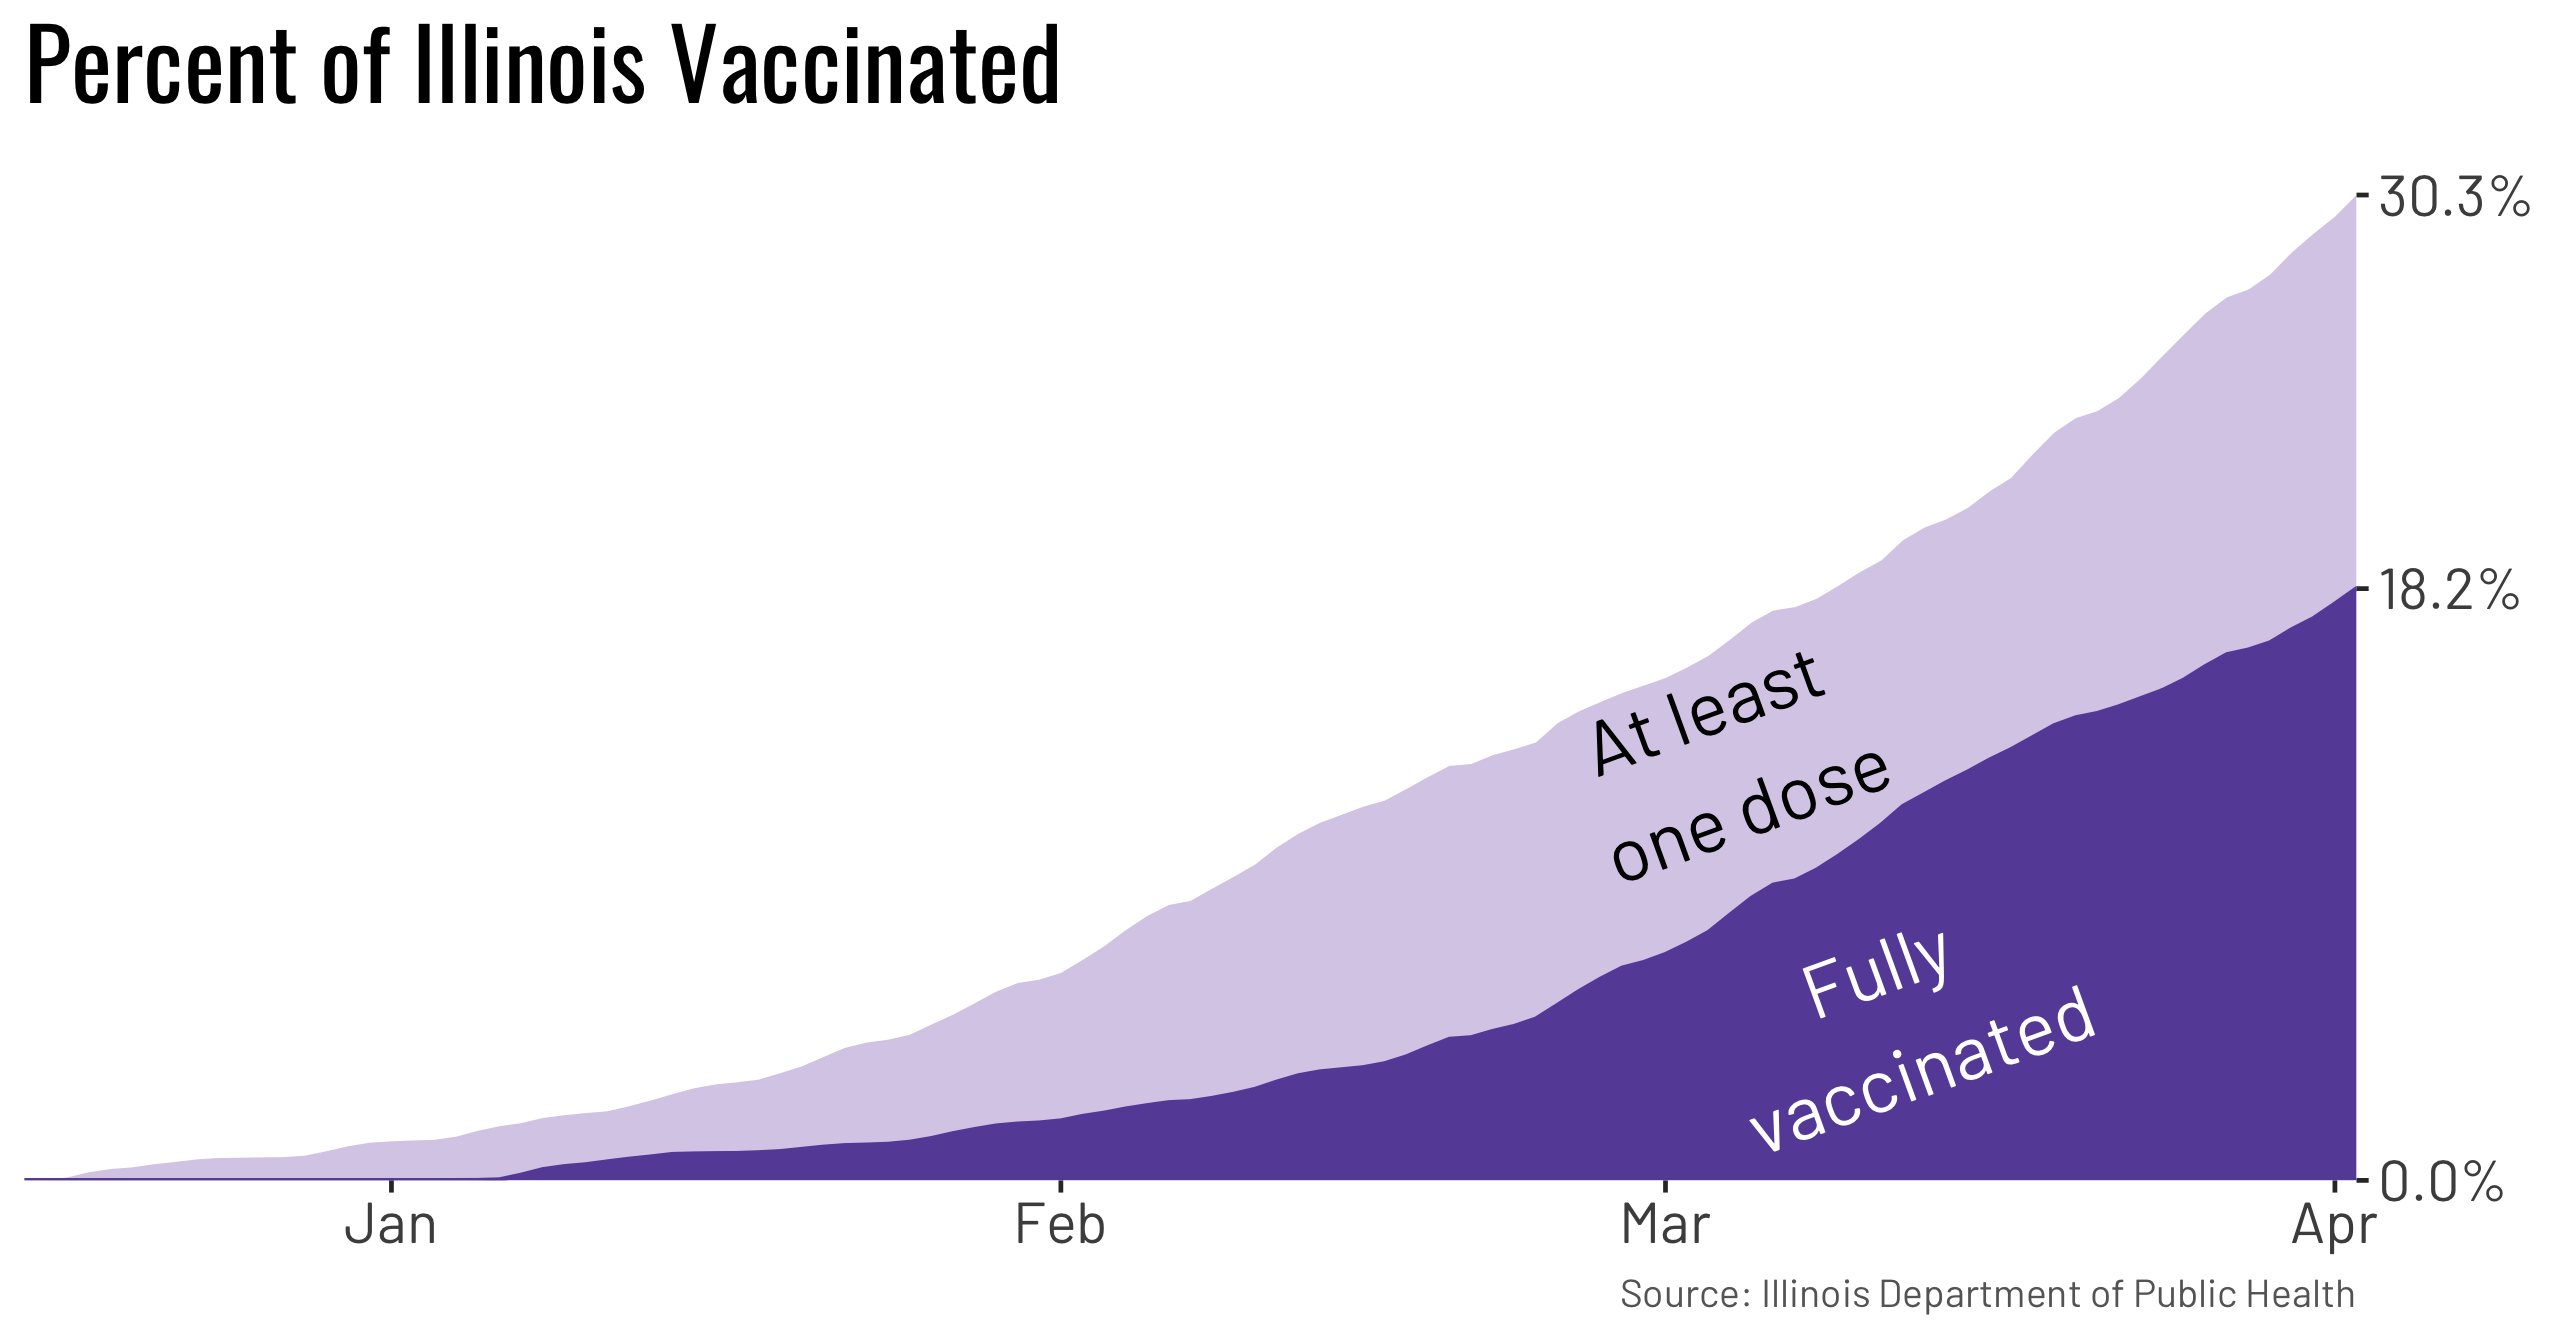 Percent of Illinois Vaccinated
30.3%
18.2%
At least
one dose
Fully
vaccinated
0.0%
Jan
Feb
Mar
Apr
Source: Illinois Department of Public Health